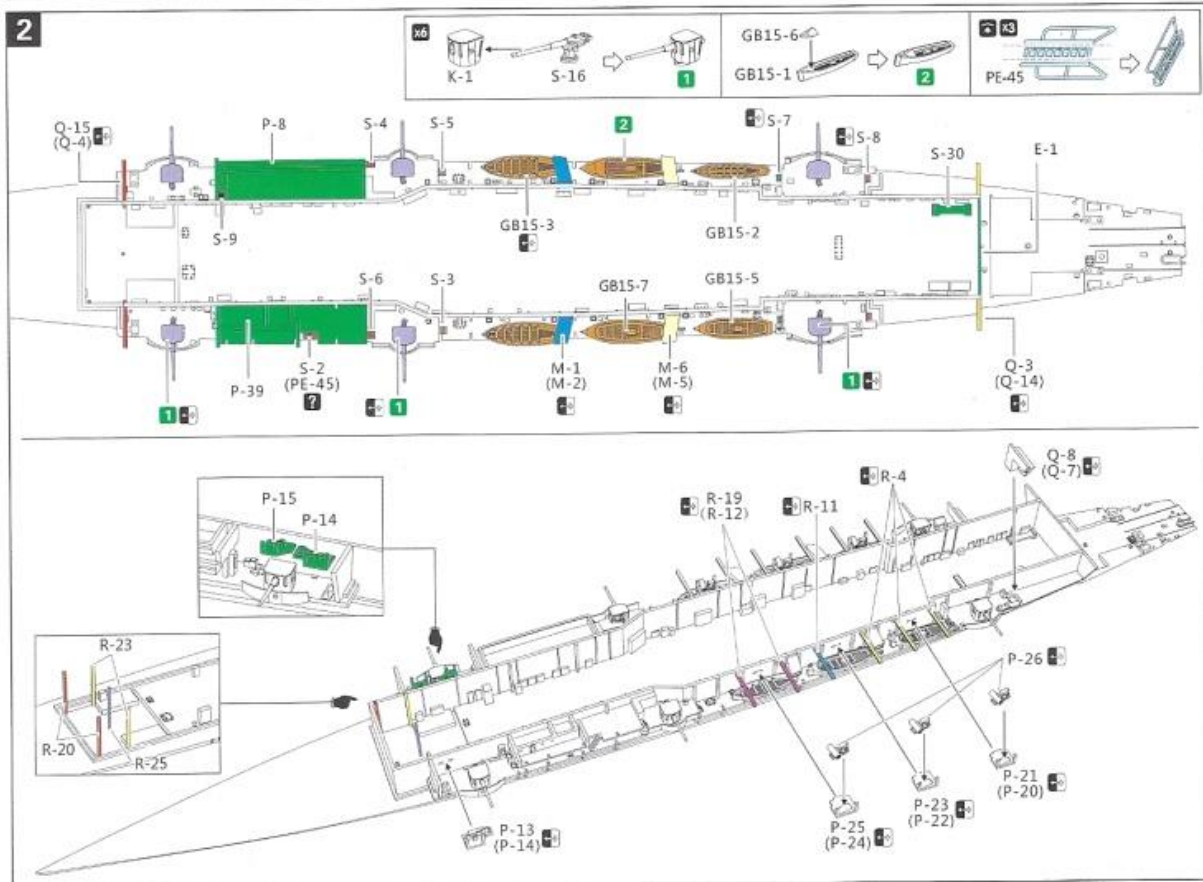 2
x6
K-1
S-16
1
GB15-6
GB15-1
2
x3
PE-45
Q-15
(Q-4)
P-8
S-4
S-5
2
S-7
S-8
S-30
E-1
S-9
GB15-3
GB15-2
S-6
S-3
GB15-7
GB15-5
P-39
S-2
(PE-45)
?
1
1
M-1
(M-2)
M-6
(M-5)
1
Q-3
(Q-14)
P-15
P-14
R-19
(R-12)
R-11
R-4
Q-8
(Q-7)
R-23
R-20
R-25
P-26
P-13
(P-14)
P-25
(P-24)
P-23
(P-22)
P-21
(P-20)